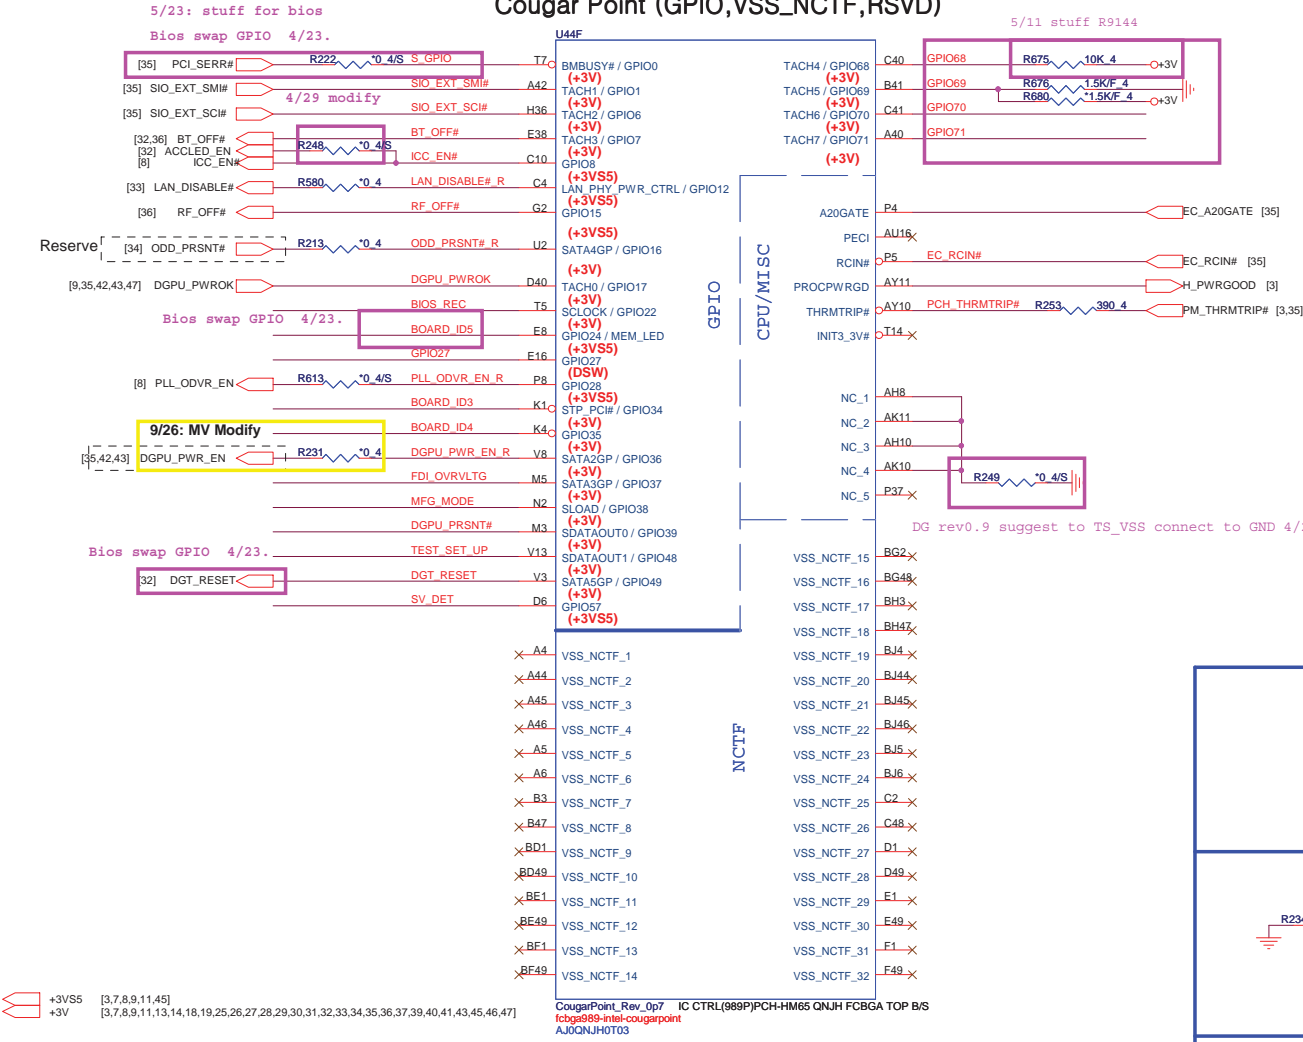 Cougar Point (GPIO,VSS_NCTF,RSVD)
5/23: stuff for bios
Bios swap GPIO 4/23.
5/11 stuff R9144
U44F
[35] PCI_SERR# R222 *0_4/S S_GPIO T7 BMBUSY# / GPIO0
(+3V)
[35] SIO_EXT_SMI# SIO_EXT_SMI# A42 TACH1 / GPIO1
(+3V)
4/29 modify
[35] SIO_EXT_SCI# SIO_EXT_SCI# H36 TACH2 / GPIO6
(+3V)
[32,36] BT_OFF# BT_OFF# E38 TACH3 / GPIO7
(+3V)
[32] ACCLED_EN R248 *0_4/S
[8] ICC_EN# ICC_EN# C10 GPIO8
(+3VS5)
[33] LAN_DISABLE# R580 *0_4 LAN_DISABLE#_R C4 LAN_PHY_PWR_CTRL / GPIO12
(+3VS5)
[36] RF_OFF# RF_OFF# G2 GPIO15
(+3VS5)
Reserve [34] ODD_PRSNT# R213 *0_4 ODD_PRSNT#_R U2 SATA4GP / GPIO16
(+3V)
[9,35,42,43,47] DGPU_PWROK DGPU_PWROK D40 TACH0 / GPIO17
(+3V)
BIOS_REC T5 SCLOCK / GPIO22
(+3V)
Bios swap GPIO 4/23.
BOARD_ID5 E8 GPIO24 / MEM_LED
(+3VS5)
GPIO27 E16 GPIO27
(DSW)
[8] PLL_ODVR_EN R613 *0_4/S PLL_ODVR_EN_R P8 GPIO28
(+3VS5)
BOARD_ID3 K1 STP_PCI# / GPIO34
(+3V)
9/26: MV Modify
BOARD_ID4 K4 GPIO35
(+3V)
[35,42,43] DGPU_PWR_EN R231 *0_4 DGPU_PWR_EN_R V8 SATA2GP / GPIO36
(+3V)
FDI_OVRVLTG M5 SATA3GP / GPIO37
(+3V)
MFG_MODE N2 SLOAD / GPIO38
(+3V)
DGPU_PRSNT# M3 SDATAOUT0 / GPIO39
(+3V)
Bios swap GPIO 4/23.
TEST_SET_UP V13 SDATAOUT1 / GPIO48
(+3V)
[32] DGT_RESET DGT_RESET V3 SATA5GP / GPIO49
(+3V)
SV_DET D6 GPIO57
(+3VS5)
A4 VSS_NCTF_1
A44 VSS_NCTF_2
A45 VSS_NCTF_3
A46 VSS_NCTF_4
A5 VSS_NCTF_5
A6 VSS_NCTF_6
B3 VSS_NCTF_7
B47 VSS_NCTF_8
BD1 VSS_NCTF_9
BD49 VSS_NCTF_10
BE1 VSS_NCTF_11
BE49 VSS_NCTF_12
BF1 VSS_NCTF_13
BF49 VSS_NCTF_14
GPIO
CPU/MISC
NCTF
TACH4 / GPIO68 C40 GPIO68 R675 10K_4 +3V
(+3V)
TACH5 / GPIO69 B41 GPIO69 R676 1.5K/F_4
(+3V)
R680 *1.5K/F_4 +3V
TACH6 / GPIO70 C41 GPIO70
(+3V)
TACH7 / GPIO71 A40 GPIO71
(+3V)
A20GATE P4 EC_A20GATE [35]
PECI AU16
RCIN# P5 EC_RCIN# EC_RCIN# [35]
PROCPWRGD AY11 H_PWRGOOD [3]
THRMTRIP# AY10 PCH_THRMTRIP# R253 390_4 PM_THRMTRIP# [3,35]
INIT3_3V# T14
NC_1 AH8
NC_2 AK11
NC_3 AH10
NC_4 AK10
R249 *0_4/S
NC_5 P37
DG rev0.9 suggest to TS_VSS connect to GND 4/2
VSS_NCTF_15 BG2
VSS_NCTF_16 BG48
VSS_NCTF_17 BH3
VSS_NCTF_18 BH47
VSS_NCTF_19 BJ4
VSS_NCTF_20 BJ44
VSS_NCTF_21 BJ45
VSS_NCTF_22 BJ46
VSS_NCTF_23 BJ5
VSS_NCTF_24 BJ6
VSS_NCTF_25 C2
VSS_NCTF_26 C48
VSS_NCTF_27 D1
VSS_NCTF_28 D49
VSS_NCTF_29 E1
VSS_NCTF_30 E49
VSS_NCTF_31 F1
VSS_NCTF_32 F49
R234
+3VS5 [3,7,8,9,11,45]
+3V [3,7,8,9,11,13,14,18,19,25,26,27,28,29,30,31,32,33,34,35,36,37,39,40,41,43,45,46,47]
CougarPoint_Rev_0p7 IC CTRL(989P)PCH-HM65 QNJH FCBGA TOP B/S
fcbga989-intel-cougarpoint
AJ0QNJH0T03